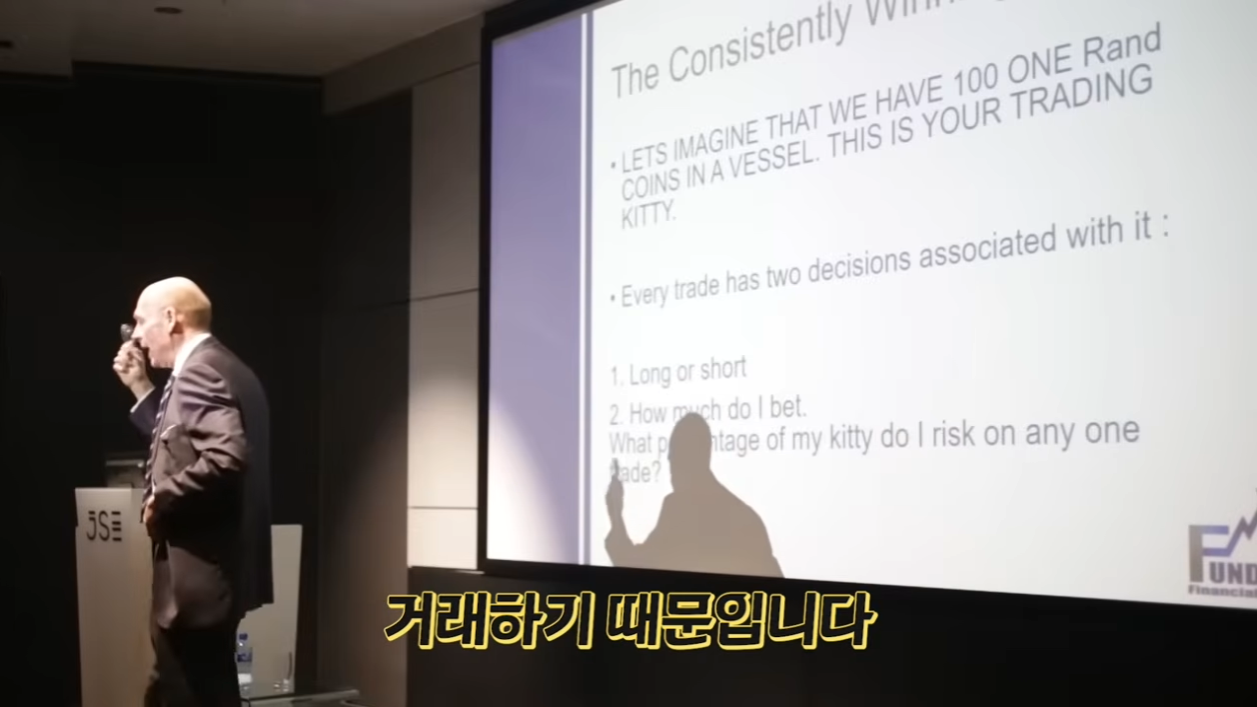 The Consistently
• LETS IMAGINE THAT WE HAVE 100 ONE Rand
COINS IN A VESSEL. THIS IS YOUR TRADING
KITTY.
• Every trade has two decisions associated with it :
1. Long or short
2. How much do I bet.
What percentage of my kitty do I risk on any one
trade?
JSE
FUND
Financial
거래하기 때문입니다